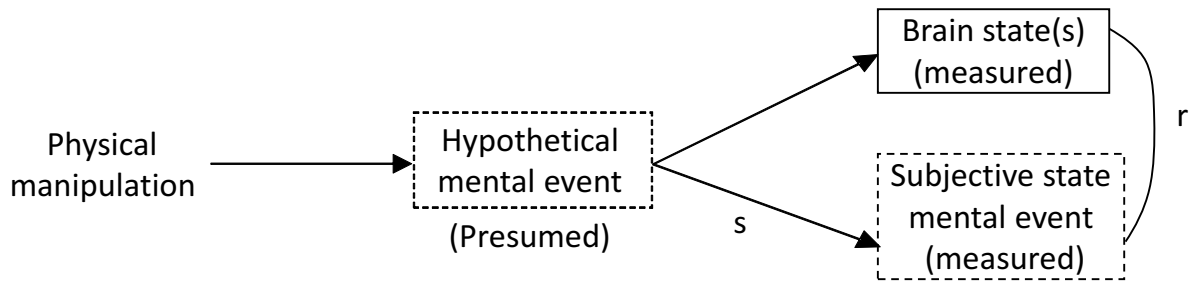 Physical
manipulation
Hypothetical
mental event
(Presumed)
s
Brain state(s)
(measured)
Subjective state
mental event
(measured)
r